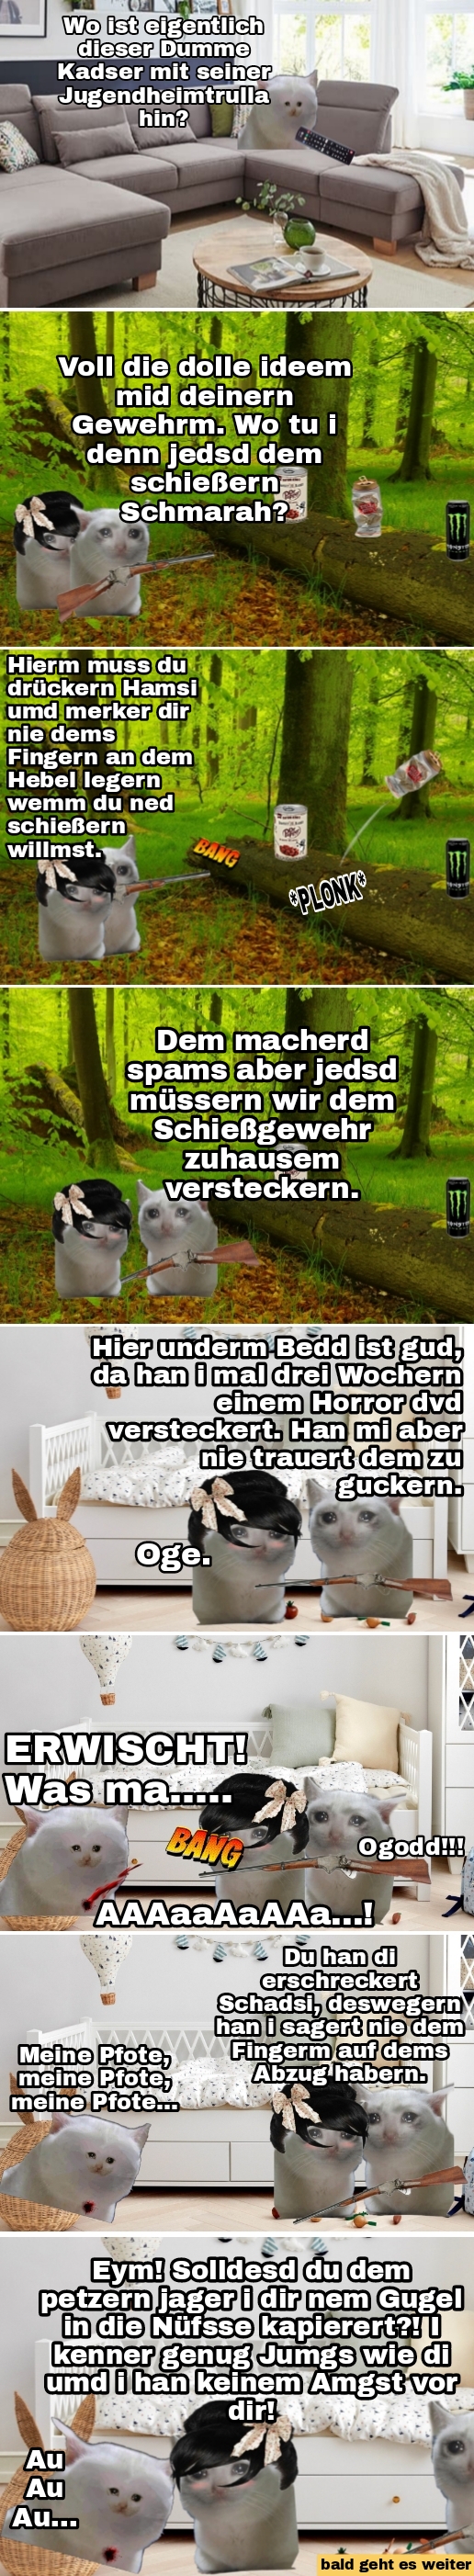 Wo ist eigentlich
dieser Dumme
Kadser mit seiner
Jugendheimtrulla
hin?
Voll die dolle ideem
mid deinern
Gewehrm. Wo tu i
denn jedsd dem
schießern
Schmarah?
Hierm muss du
drückern Hamsi
umd merker dir
nie dems
Fingern an dem
Hebel legern
wemm du ned
schießern
willmst.
BANG
*PLONK*
Dem macherd
spams aber jedsd
müssern wir dem
Schießgewehr
zuhausem
versteckern.
Hier underm Bedd ist gud,
da han i mal drei Wochern
einem Horror dvd
versteckert. Han mi aber
nie trauert dem zu
guckern.
Oge.
ERWISCHT!
Was ma.....
BANG
Ogodd!!!
AAAaaAaAAa...!
Du han di
erschreckert
Schadsi, deswegern
han i sagert nie dem
Fingerm auf dems
Abzug habern.
Meine Pfote,
meine Pfote,
meine Pfote...
Eym! Solldesd du dem
petzern jager i dir nem Gugel
in die Nüfsse kapierert?! I
kenner genug Jumgs wie di
umd i han keinem Amgst vor
dir!
Au
Au
Au...
bald geht es weiter